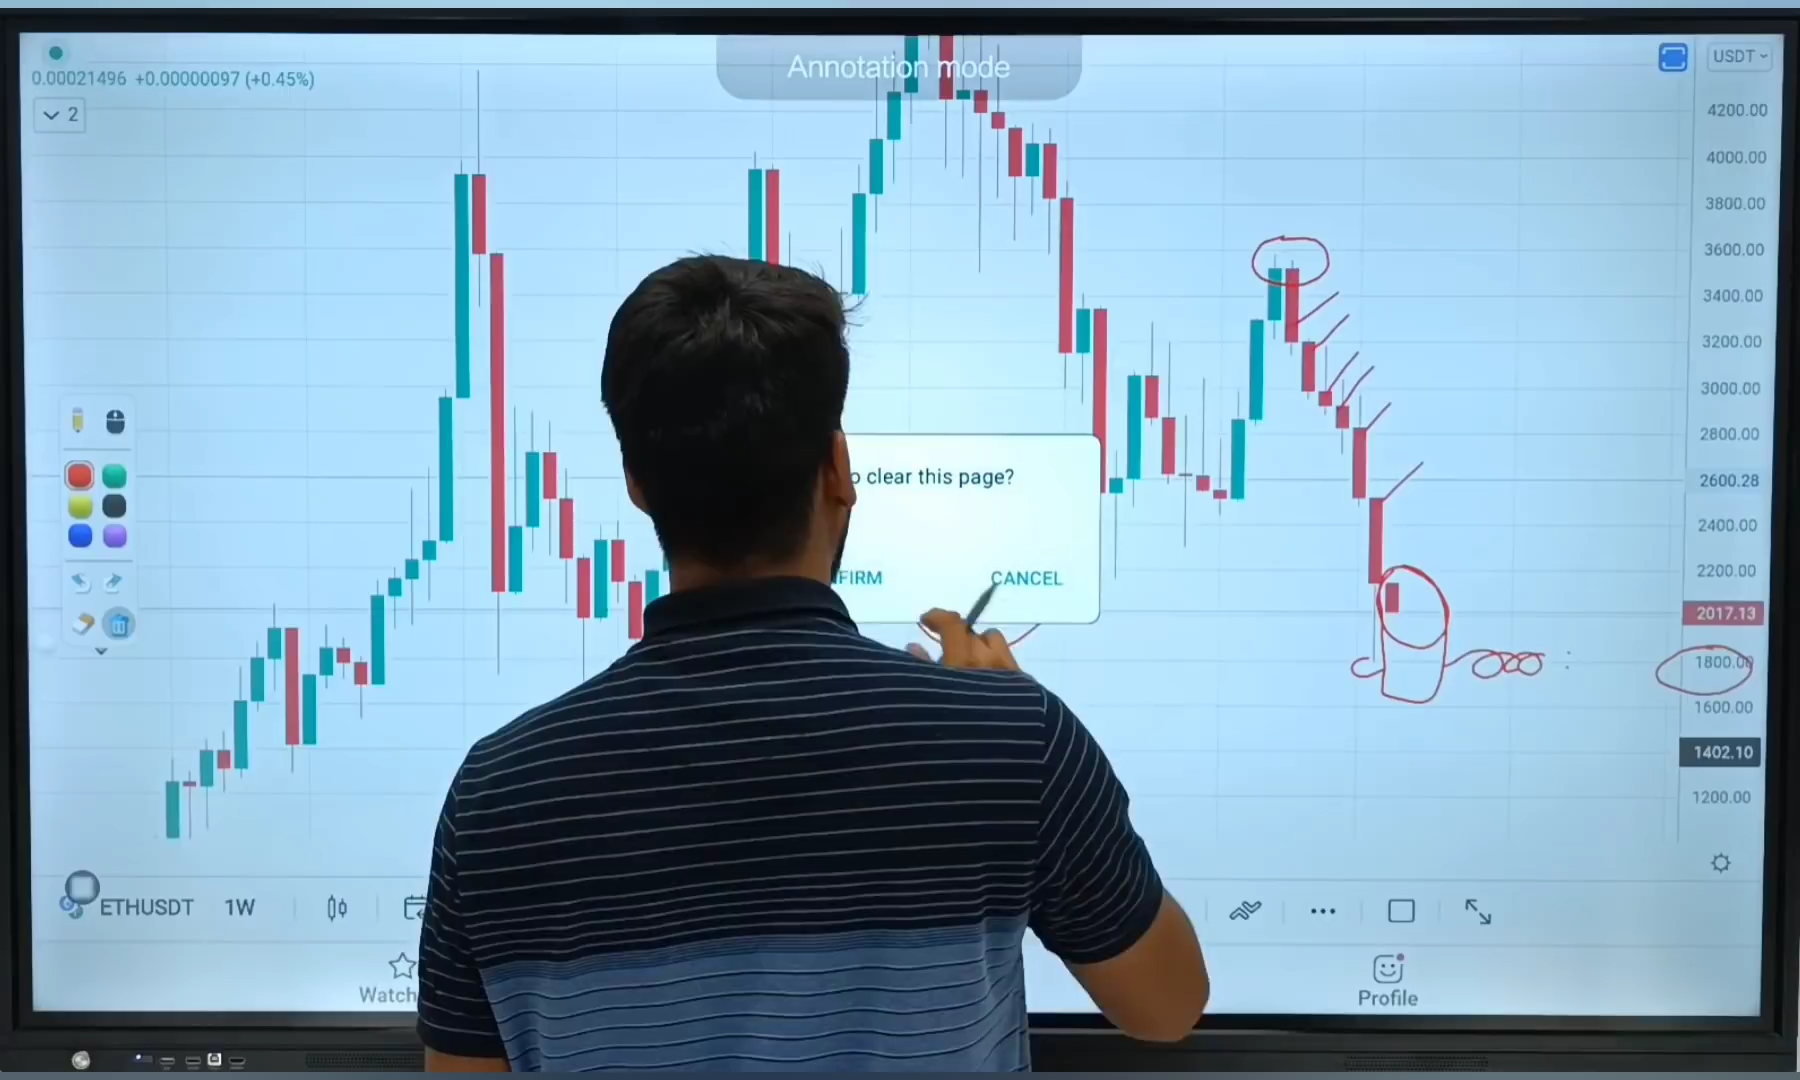 Annotation mode
USDT
0.00021496 +0.00000097 (+0.45%)
2
4200.00
4000.00
3800.00
3600.00
3400.00
3200.00
3000.00
2800.00
2600.28
2400.00
2200.00
2017.13
1800.00
1600.00
1402.10
1200.00
o clear this page?
FIRM
CANCEL
ETHUSDT
1W
Watch
Profile